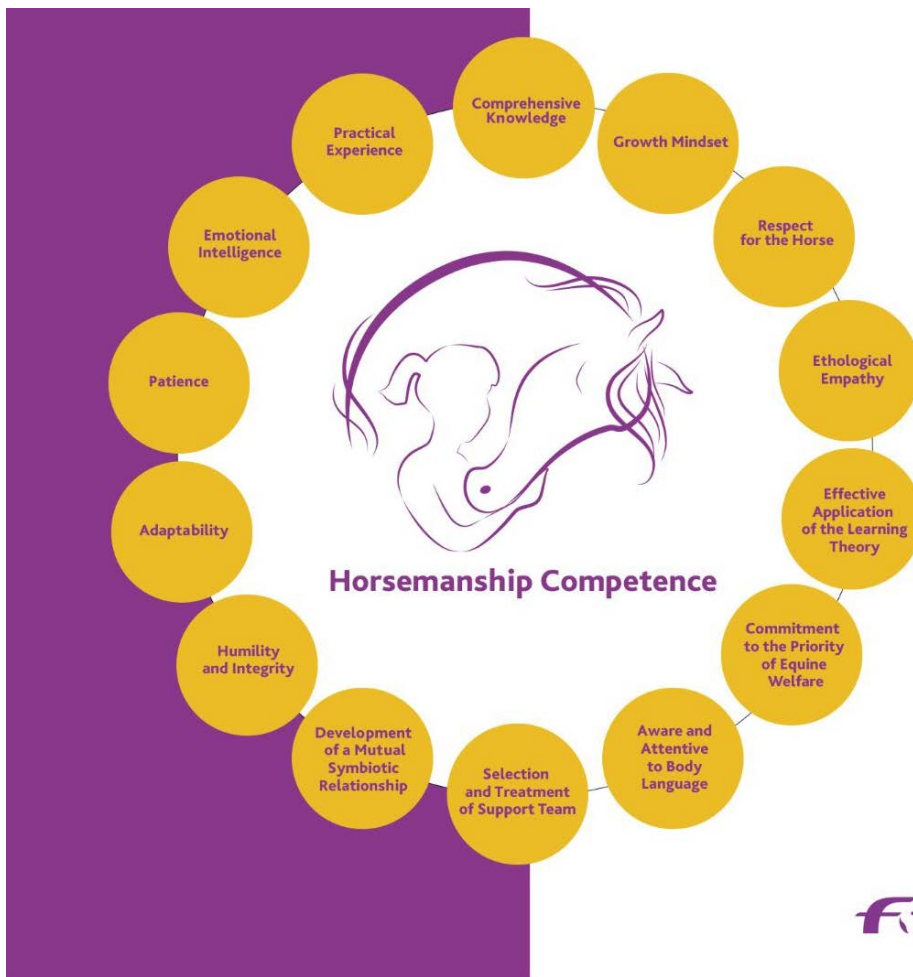 Comprehensive
Knowledge
Growth Mindset
Respect
for the Horse
Ethological
Empathy
Effective
Application
of the Learning
Theory
Commitment
to the Priority
of Equine
Welfare
Aware and
Attentive
to Body
Language
Selection
and Treatment
of Support Team
Development
of a Mutual
Symbiotic
Relationship
Humility
and Integrity
Adaptability
Patience
Emotional
Intelligence
Practical
Experience
Horsemanship Competence